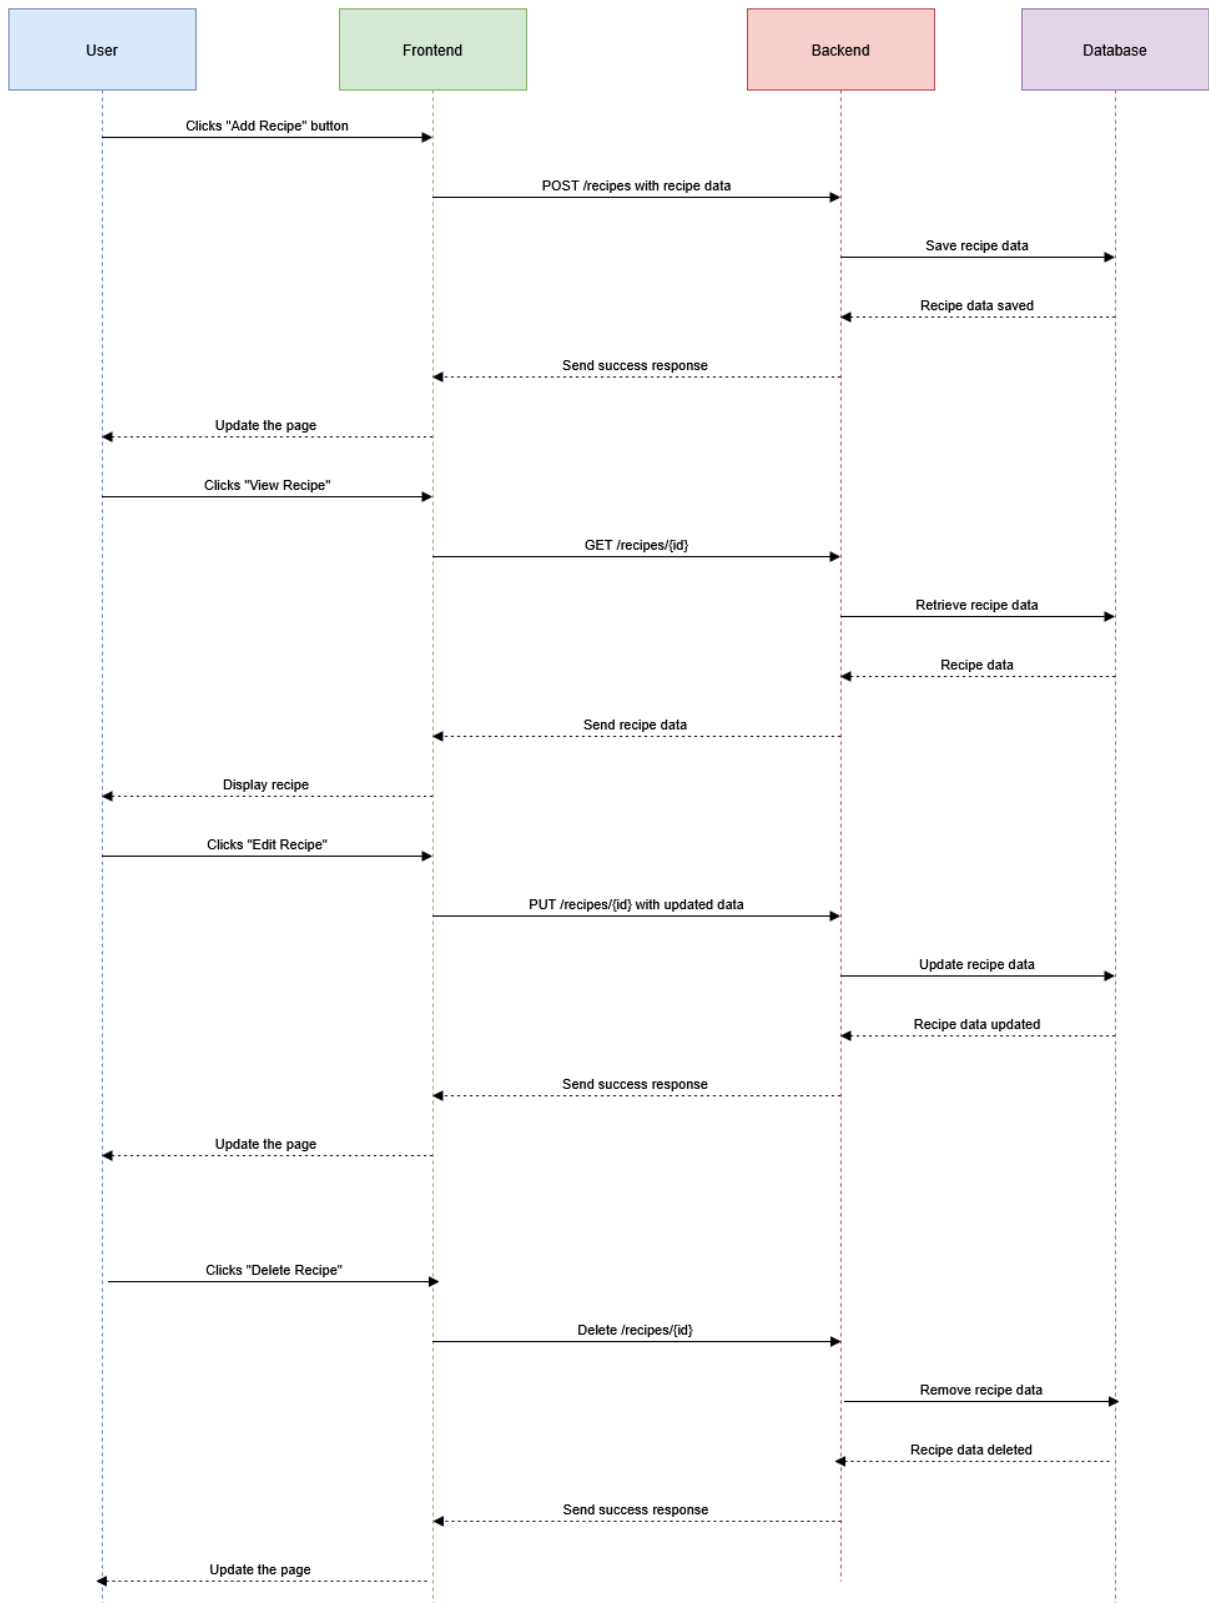 User
Frontend
Backend
Database
Clicks "Add Recipe" button
POST /recipes with recipe data
Save recipe data
Recipe data saved
Send success response
Update the page
Clicks "View Recipe"
GET /recipes/{id}
Retrieve recipe data
Recipe data
Send recipe data
Display recipe
Clicks "Edit Recipe"
PUT /recipes/{id} with updated data
Update recipe data
Recipe data updated
Send success response
Update the page
Clicks "Delete Recipe"
Delete /recipes/{id}
Remove recipe data
Recipe data deleted
Send success response
Update the page